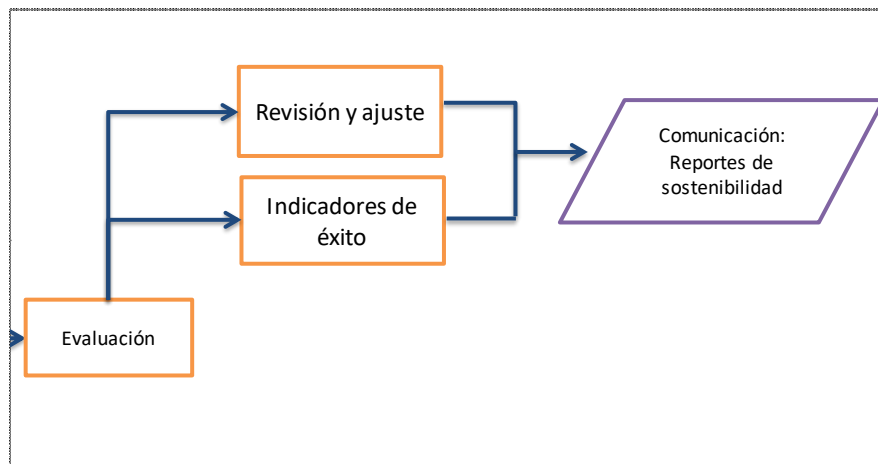 Revisión y ajuste
Indicadores de
éxito
Comunicación:
Reportes de
sostenibilidad
Evaluación